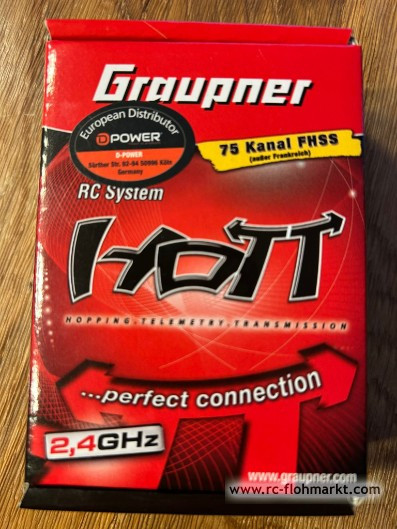 Graupner
European Distributor
D-POWER
D-POWER
Sürther Str. 92-94 50996 Köln
Germany
75 Kanal FHSS
(außer Frankreich)
RC System
HOTT
HOPPING.TELEMETRY.TRANSMISSION
...perfect connection
2,4GHz
www.graupner.com
www.rc-flohmarkt.com